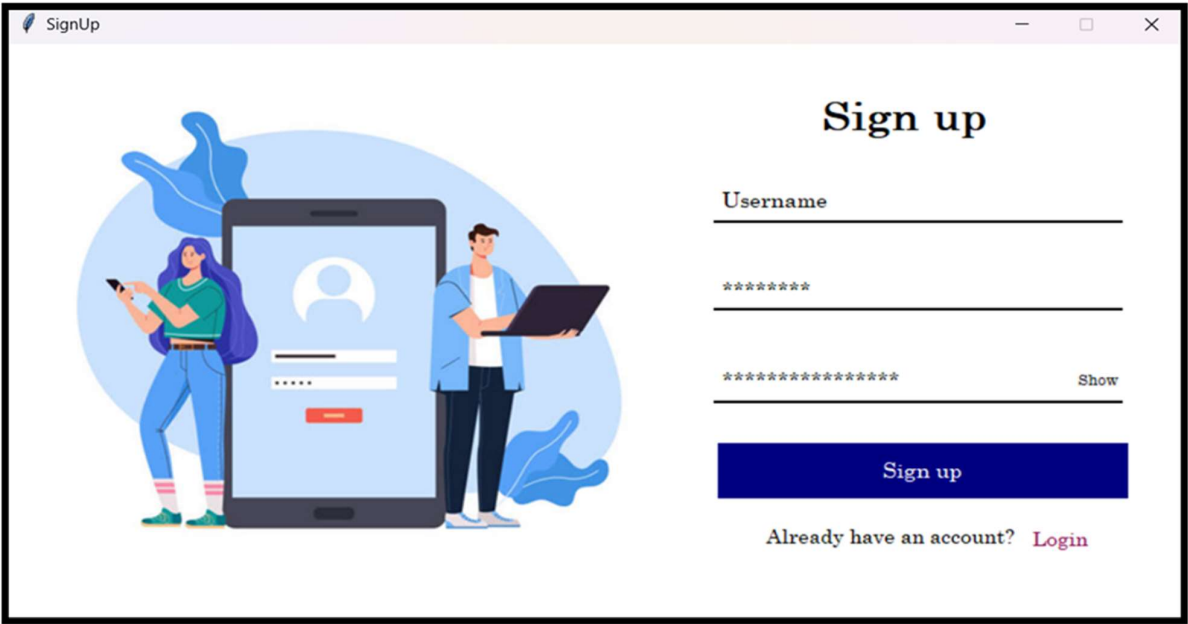 SignUp
Sign up
Username
********
****************
Show
Sign up
Already have an account? Login